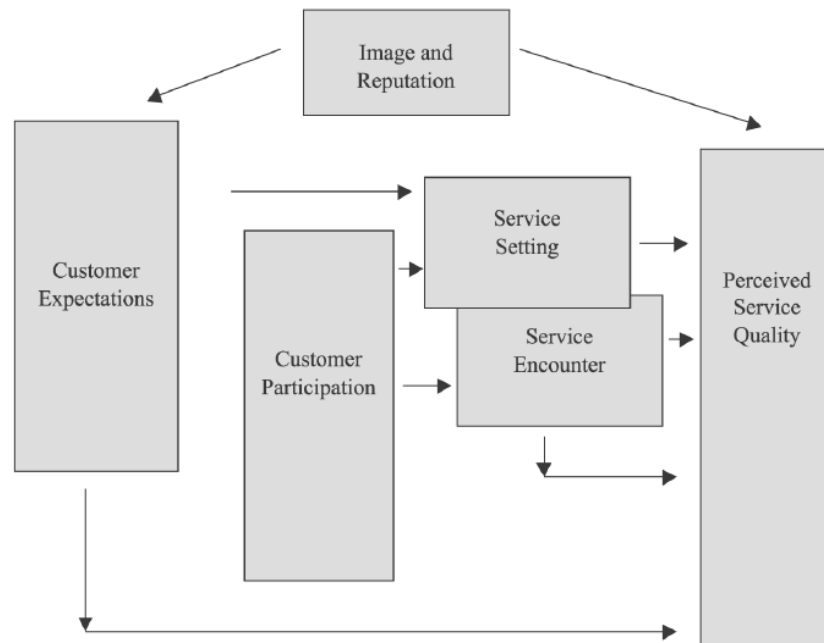 Image and
Reputation
Customer
Expectations
Service
Setting
Perceived
Service
Quality
Customer
Participation
Service
Encounter